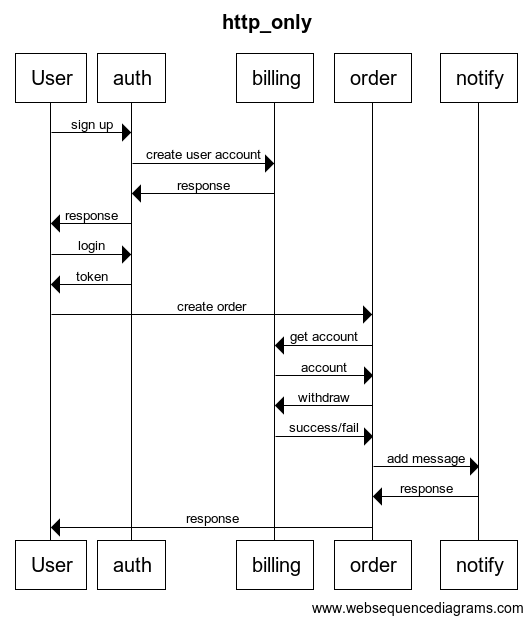 http_only
User auth billing order notify
sign up
create user account
response
response
login
token
create order
get account
account
withdraw
success/fail
add message
response
response
User auth billing order notify
www.websequencediagrams.com